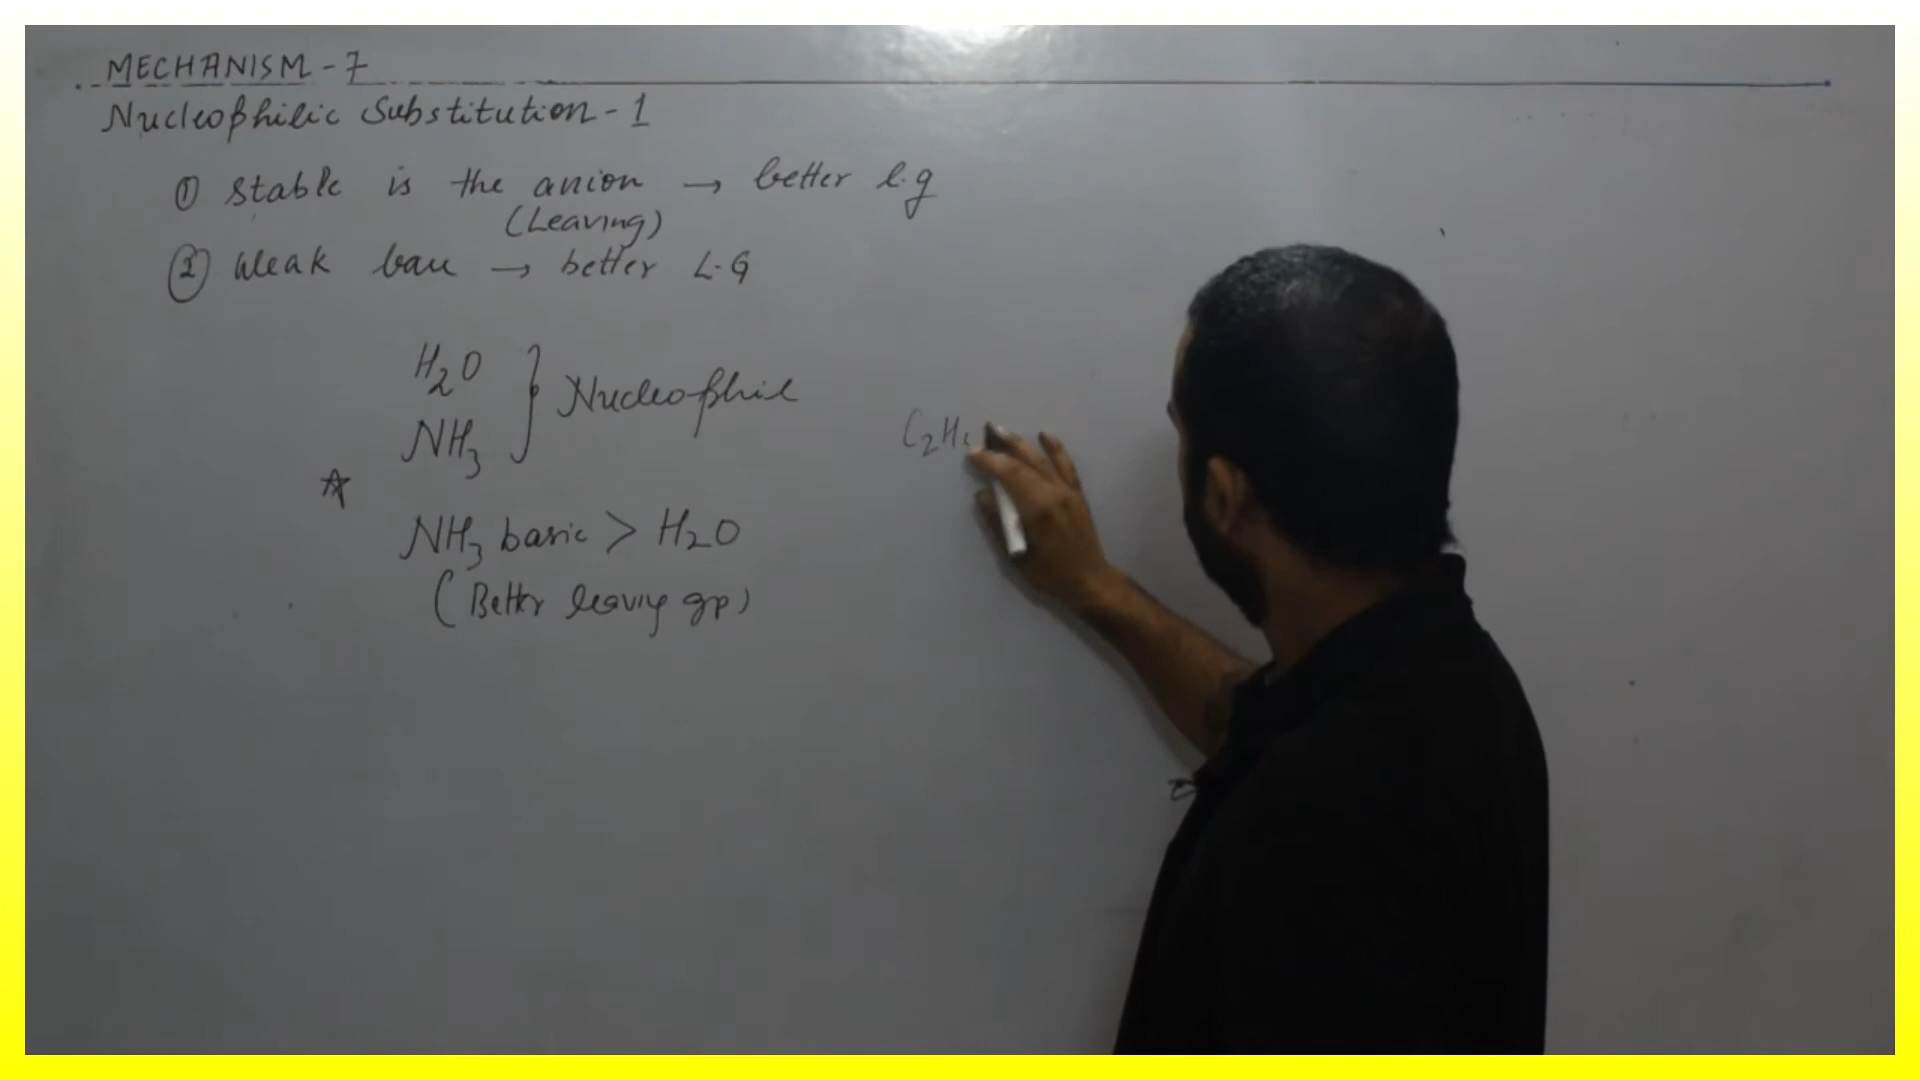 MECHANISM - 7
Nucleophilic Substitution - 1
① Stable is the anion → better l.g
(Leaving)
② Weak base → better L.G
H₂O
NH₃
} Nucleophile
☆
NH₃ basic > H₂O
(Better leaving gp)
C₂H